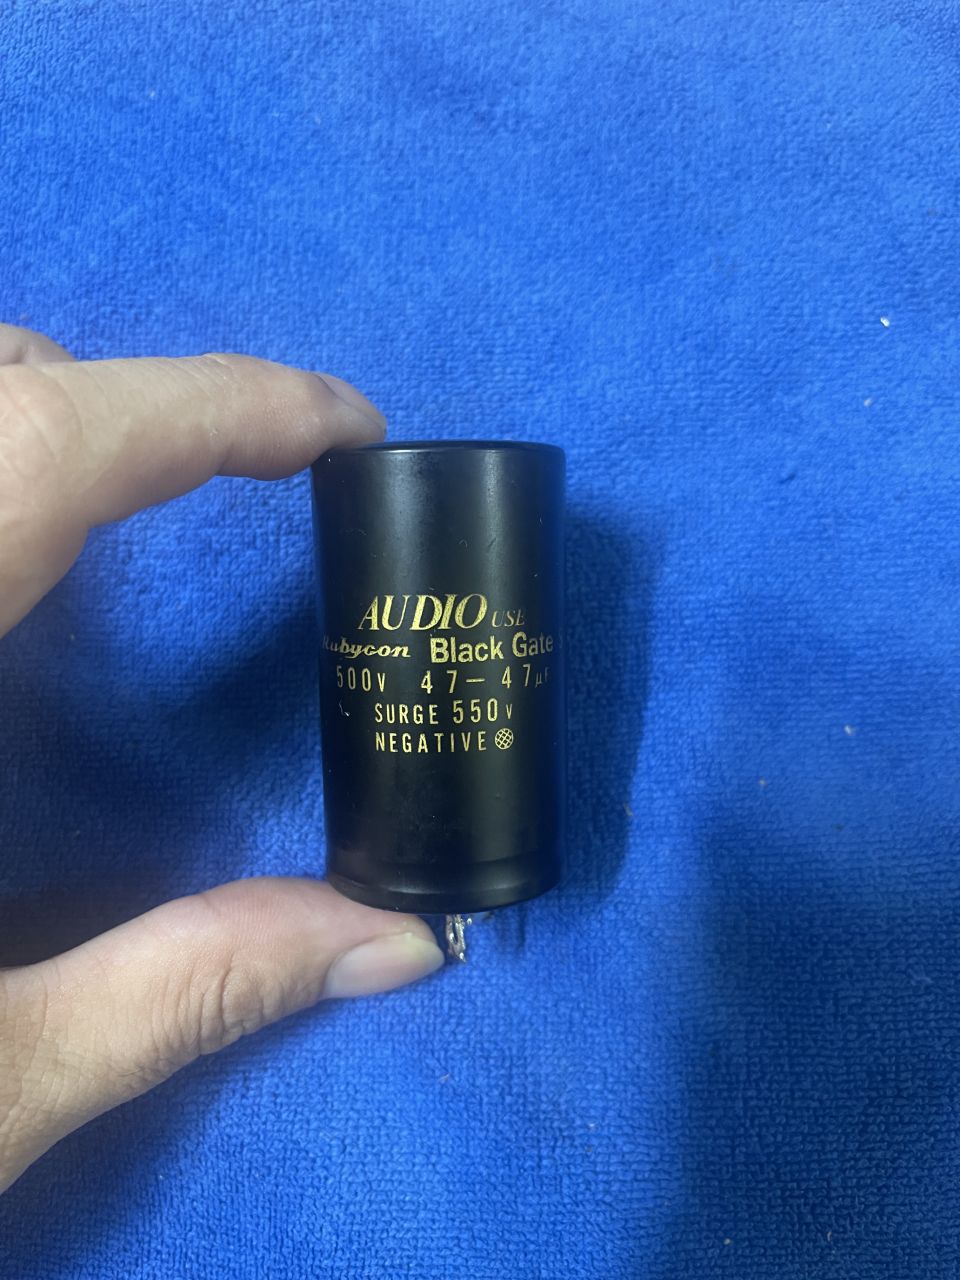 AUDIO USE
Rubycon Black Gate
500V 47-47μF
SURGE 550V
NEGATIVE